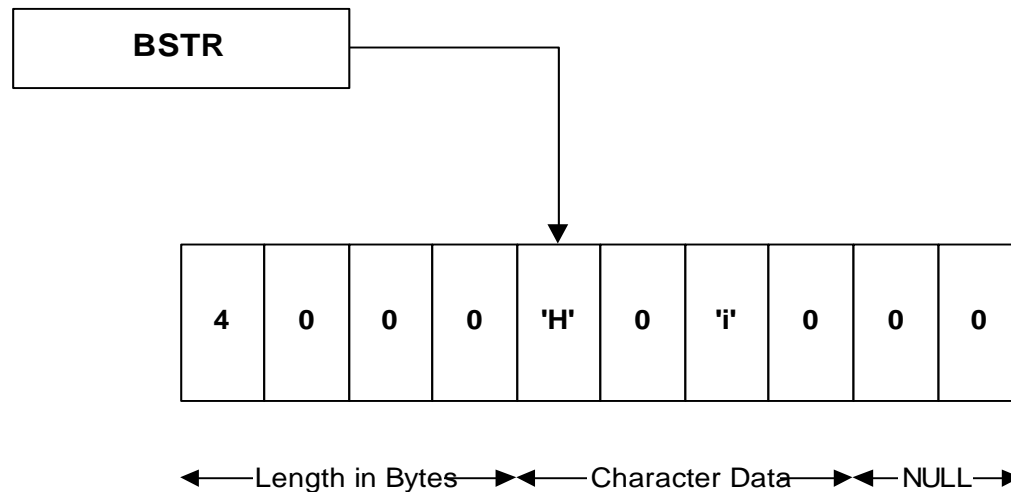 BSTR
4 0 0 0 'H' 0 'i' 0 0 0
Length in Bytes Character Data NULL